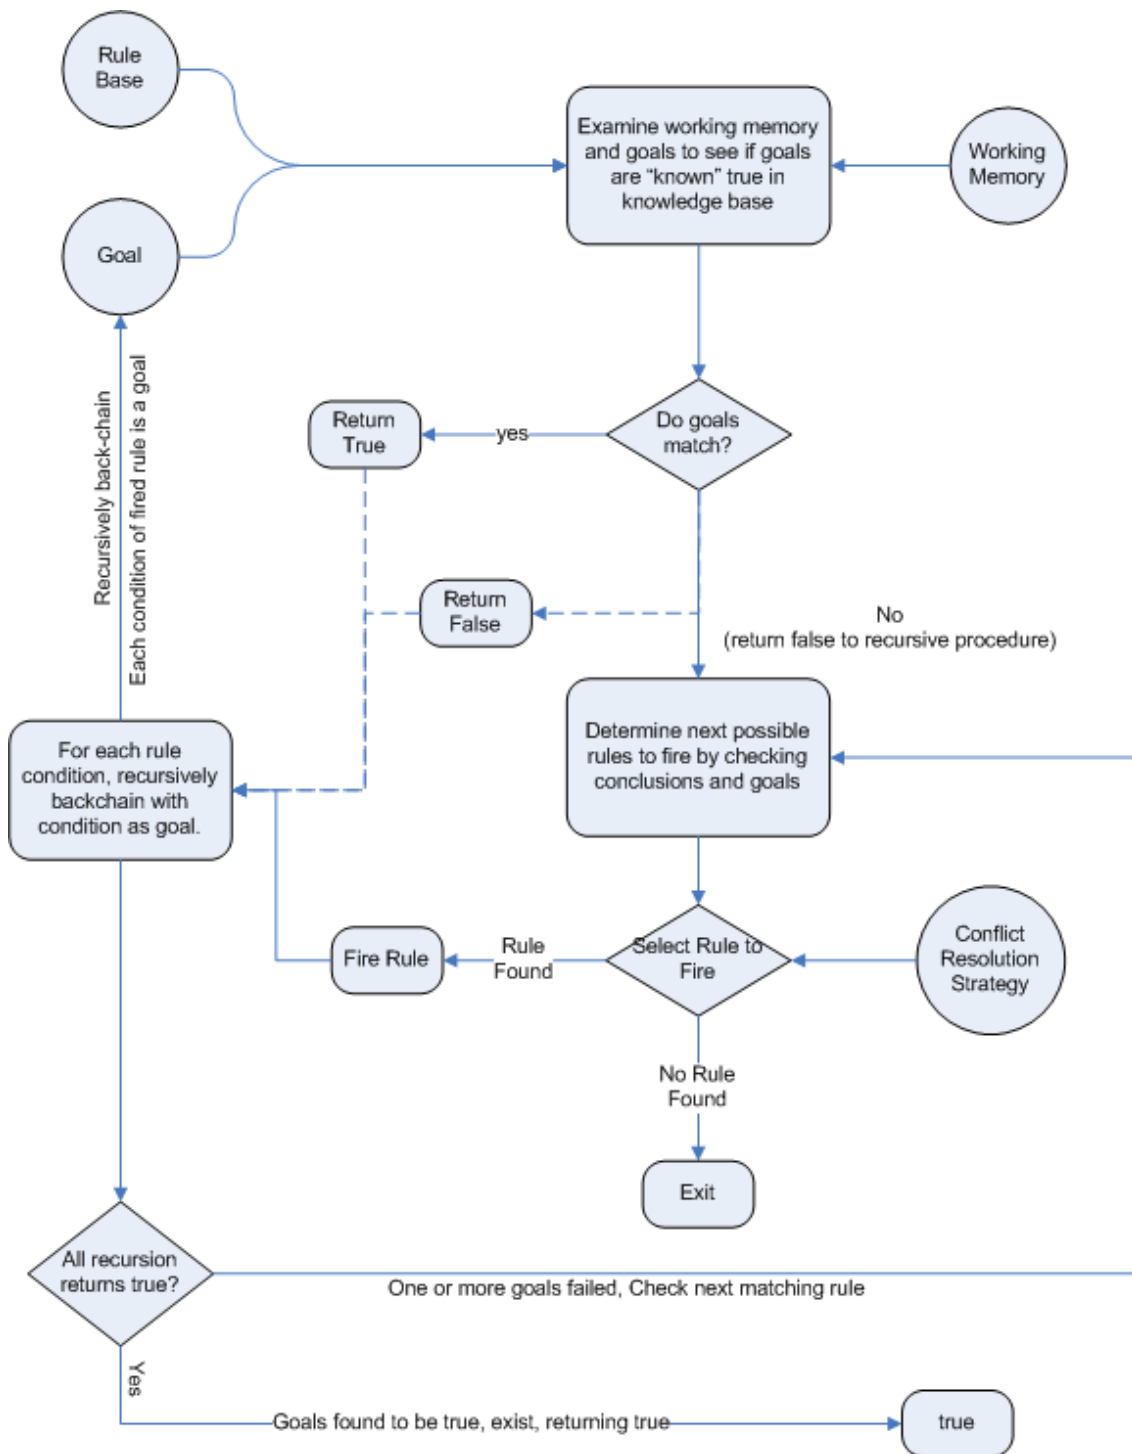 Rule
Base
Examine working memory
and goals to see if goals
are “known” true in
knowledge base
Working
Memory
Goal
Recursively back-chain
Each condition of fired rule is a goal
Do goals
match?
yes
Return
True
Return
False
No
(return false to recursive procedure)
For each rule
condition, recursively
backchain with
condition as goal.
Determine next possible
rules to fire by checking
conclusions and goals
Select Rule to
Fire
Conflict
Resolution
Strategy
Rule
Found
Fire Rule
No Rule
Found
Exit
All recursion
returns true?
One or more goals failed, Check next matching rule
Yes
Goals found to be true, exist, returning true
true